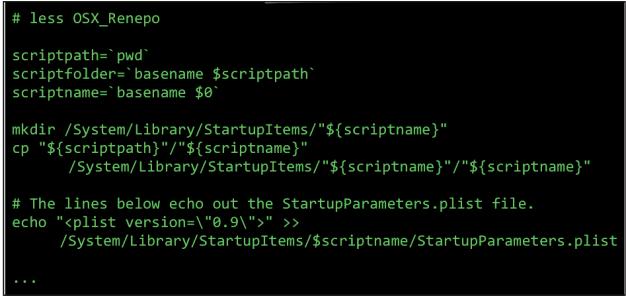 # less OSX_Renepo
scriptpath=`pwd`
scriptfolder=`basename $scriptpath`
scriptname=`basename $0`
mkdir /System/Library/StartupItems/"${scriptname}"
cp "${scriptpath}"/"${scriptname}"
/System/Library/StartupItems/"${scriptname}"/"${scriptname}"
# The lines below echo out the StartupParameters.plist file.
echo "<plist version=\"0.9\">" >>
/System/Library/StartupItems/$scriptname/StartupParameters.plist
...